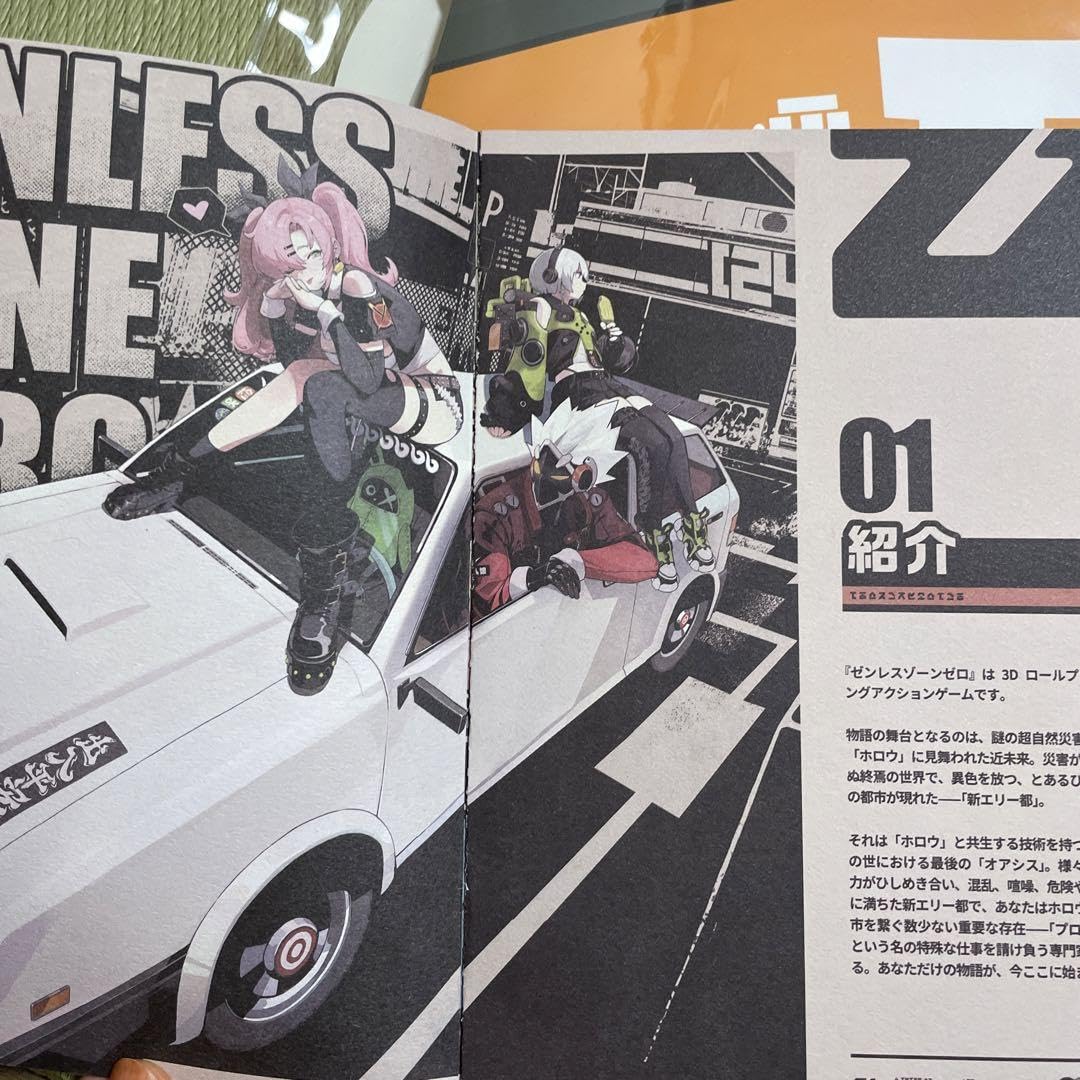 NLESS
NE
RO
P
01
紹介
『ゼンレスゾーンゼロ』は 3D ロールプ
ングアクションゲームです。
物語の舞台となるのは、謎の超自然災害
「ホロウ」に見舞われた近未来。災害が
ぬ終焉の世界で、異色を放つ、とあるひ
の都市が現れた——「新エリー都」。
それは「ホロウ」と共生する技術を持つ
の世における最後の「オアシス」。様々
力がひしめき合い、混乱、喧噪、危険や
に満ちた新エリー都で、あなたはホロウ
市を繋ぐ数少ない重要な存在——「プロ
という名の特殊な仕事を請け負う専門家
る。あなただけの物語が、今ここに始ま